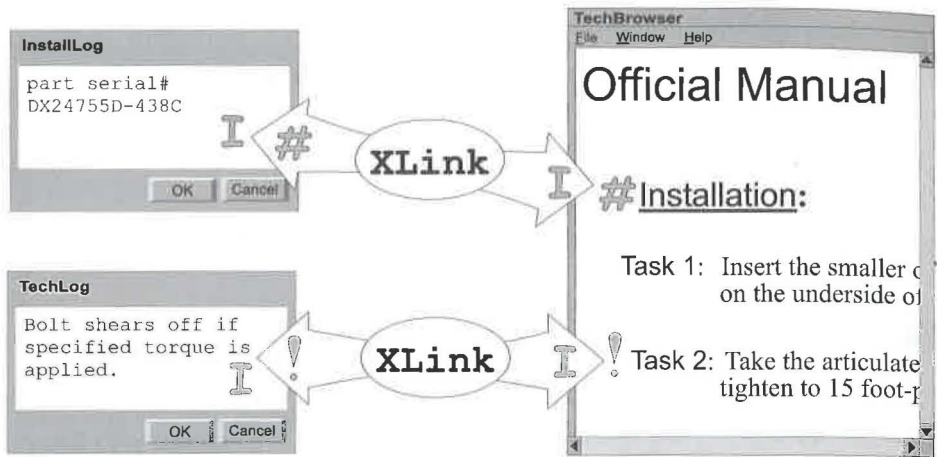 InstallLog
part serial#
DX24755D-438C
I
#
OK Cancel
XLink
I
TechLog
Bolt shears off if
specified torque is
applied.
I
!
OK Cancel
XLink
I
TechBrowser
File Window Help
Official Manual
# Installation:
Task 1: Insert the smaller
on the underside of
! Task 2: Take the articulate
tighten to 15 foot-p